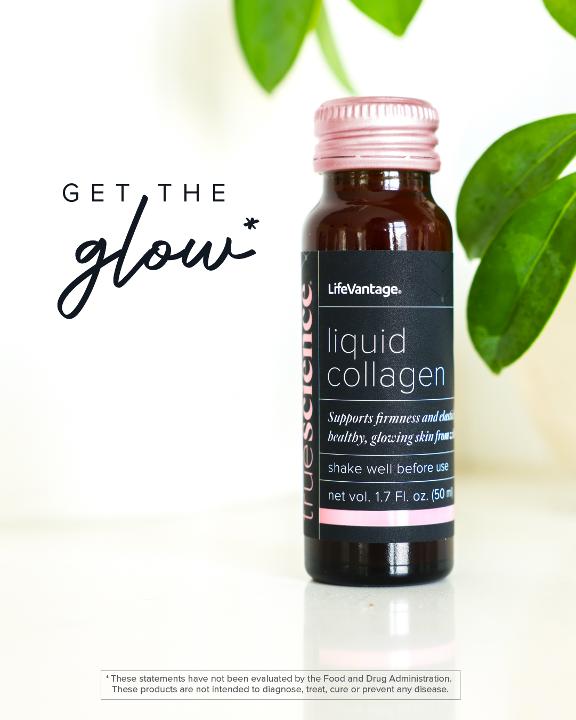 GET THE
glow*
LifeVantage®
truescience®
liquid
collagen
Supports firmness and
healthy, glowing skin from
shake well before use
net vol. 1.7 Fl. oz. (50 ml)
* These statements have not been evaluated by the Food and Drug Administration.
These products are not intended to diagnose, treat, cure or prevent any disease.